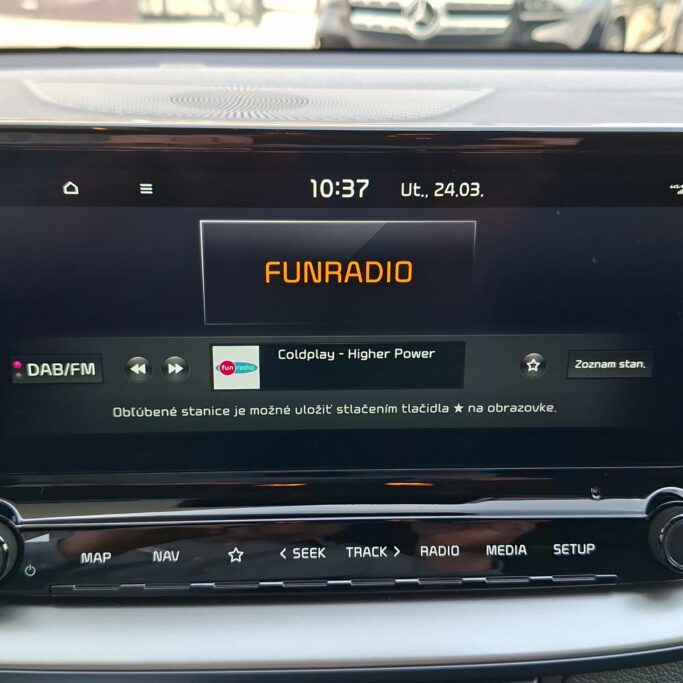 10:37 Ut., 24.03.
FUNRADIO
DAB/FM
fun radio
Coldplay - Higher Power
Zoznam stan.
Obľúbené stanice je možné uložiť stlačením tlačidla ★ na obrazovke.
MAP NAV ☆ < SEEK TRACK > RADIO MEDIA SETUP